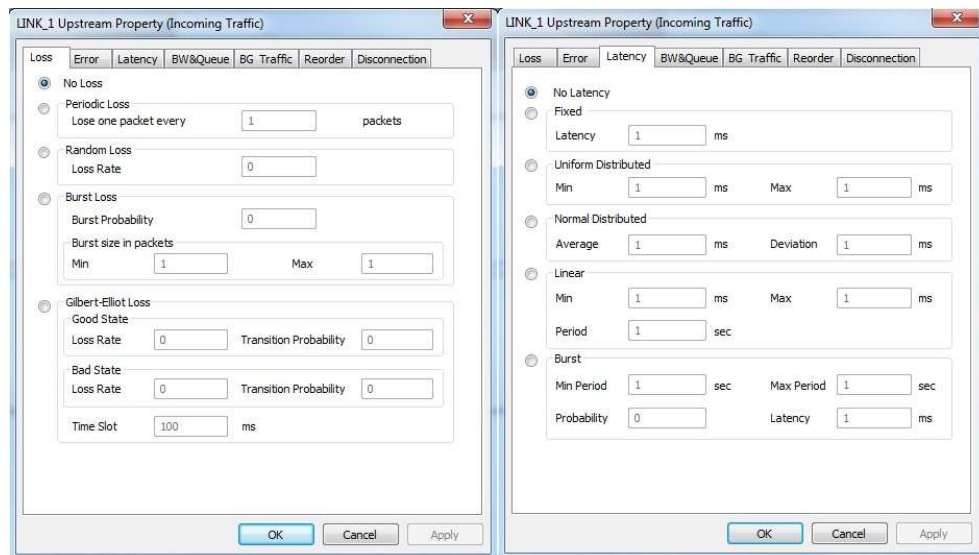 LINK_1 Upstream Property (Incoming Traffic)
Loss Error Latency BW&Queue BG Traffic Reorder Disconnection
No Loss
Periodic Loss
Lose one packet every 1 packets
Random Loss
Loss Rate 0
Burst Loss
Burst Probability 0
Burst size in packets
Min 1 Max 1
Gilbert-Elliot Loss
Good State
Loss Rate 0 Transition Probability 0
Bad State
Loss Rate 0 Transition Probability 0
Time Slot 100 ms
OK Cancel Apply
LINK_1 Upstream Property (Incoming Traffic)
Loss Error Latency BW&Queue BG Traffic Reorder Disconnection
No Latency
Fixed
Latency 1 ms
Uniform Distributed
Min 1 ms Max 1 ms
Normal Distributed
Average 1 ms Deviation 1 ms
Linear
Min 1 ms Max 1 ms
Period 1 sec
Burst
Min Period 1 sec Max Period 1 sec
Probability 0 Latency 1 ms
OK Cancel Apply